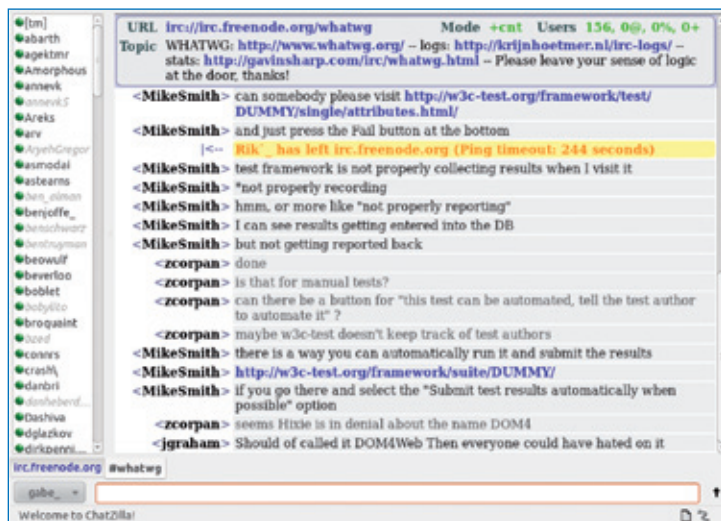 [tm]
abarth
agektmr
Amorphous
annevk
annevk5
Areks
arv
AryehGregor
asmodai
astearns
ben_alman
benjoffe_
benschwarz
bentruyman
beowulf
beverloo
boblet
bobylito
broquaint
bzed
connrs
crash\
danbri
danheberd...
Dashiva
dglazkov
dirkpenni...
URL irc://irc.freenode.org/whatwg Mode +cnt Users 156, 0@, 0%, 0+
Topic WHATWG: http://www.whatwg.org/ -- logs: http://krijnhoetmer.nl/irc-logs/ --
stats: http://gavinsharp.com/irc/whatwg.html -- Please leave your sense of logic
at the door, thanks!
<MikeSmith> can somebody please visit http://w3c-test.org/framework/test/
DUMMY/single/attributes.html/
<MikeSmith> and just press the Fail button at the bottom
|<-- Rik`_ has left irc.freenode.org (Ping timeout: 244 seconds)
<MikeSmith> test framework is not properly collecting results when I visit it
<MikeSmith> *not properly recording
<MikeSmith> hmm, or more like "not properly reporting"
<MikeSmith> I can see results getting entered into the DB
<MikeSmith> but not getting reported back
<zcorpan> done
<zcorpan> is that for manual tests?
<zcorpan> can there be a button for "this test can be automated, tell the test author
to automate it" ?
<zcorpan> maybe w3c-test doesn't keep track of test authors
<MikeSmith> there is a way you can automatically run it and submit the results
<MikeSmith> http://w3c-test.org/framework/suite/DUMMY/
<MikeSmith> if you go there and select the "Submit test results automatically when
possible" option
<zcorpan> seems Hixie is in denial about the name DOM4
<jgraham> Should of called it DOM4Web Then everyone could have hated on it
irc.freenode.org #whatwg
gabe_
Welcome to ChatZilla!